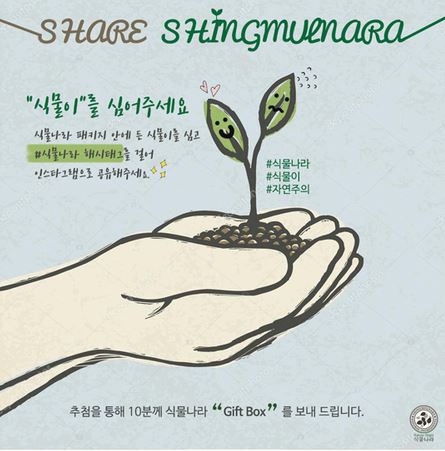 SHARE SHINGMULNARA
"식물이"를 심어주세요
식물나라 패키지 안에 든 식물이를 심고
#식물나라 해시태그를 걸어
인스타그램으로 공유해주세요
#식물나라
#식물이
#자연주의
추첨을 통해 10분께 식물나라 “Gift Box” 를 보내 드립니다.
식물나라